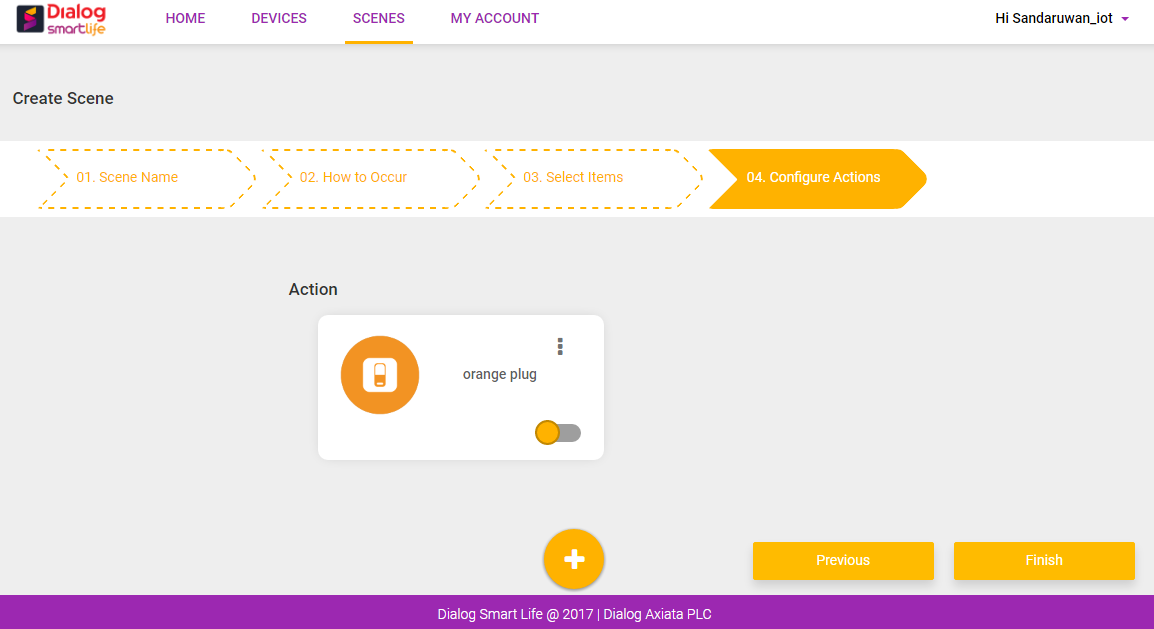 Dialog
smartlife
HOME DEVICES SCENES MY ACCOUNT Hi Sandaruwan_iot
Create Scene
01. Scene Name 02. How to Occur 03. Select Items 04. Configure Actions
Action
orange plug
Previous Finish
Dialog Smart Life @ 2017 | Dialog Axiata PLC